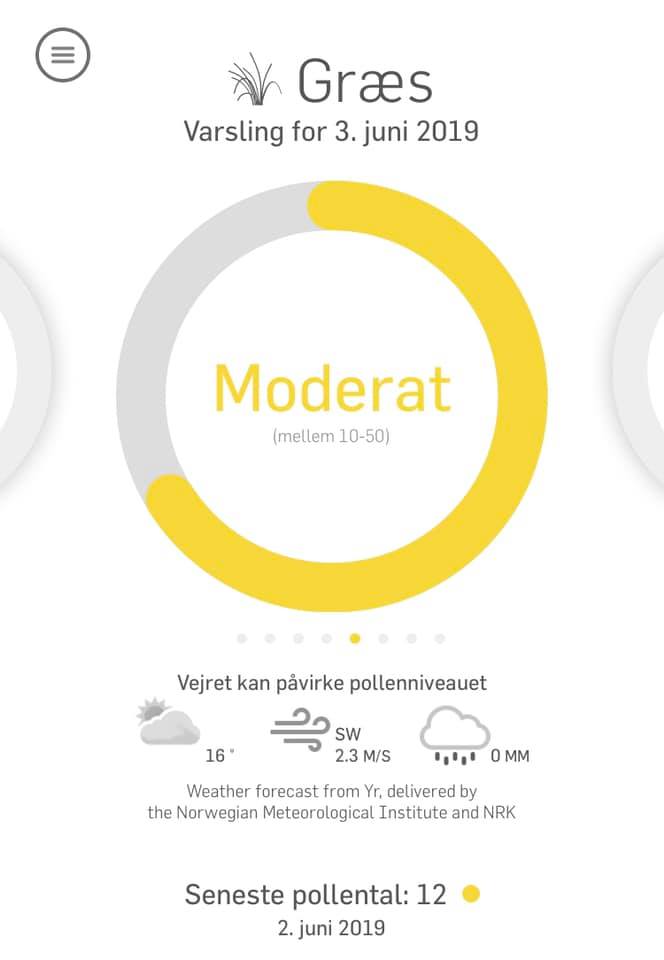 Græs
Varsling for 3. juni 2019
Moderat
(mellem 10-50)
Vejret kan påvirke pollenniveauet
16 °
SW
2.3 M/S
0 MM
Weather forecast from Yr, delivered by
the Norwegian Meteorological Institute and NRK
Seneste pollental: 12
2. juni 2019